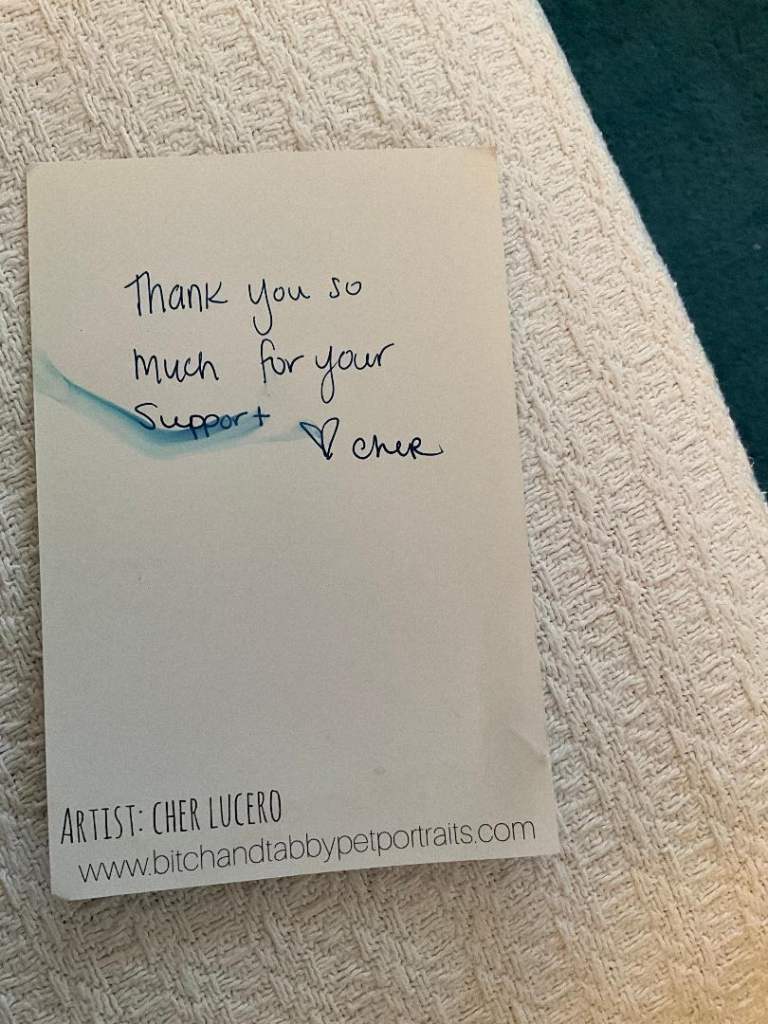 Thank you so
much for your
Support
♡ Cher
ARTIST: CHER LUCERO
www.bitchandtabbypetportraits.com